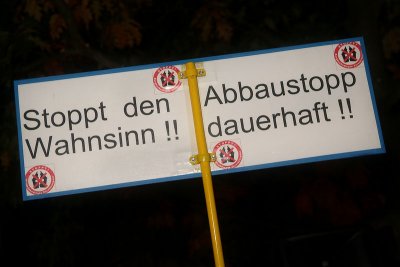 Stoppt den
Wahnsinn !!
Abbaustopp
dauerhaft !!